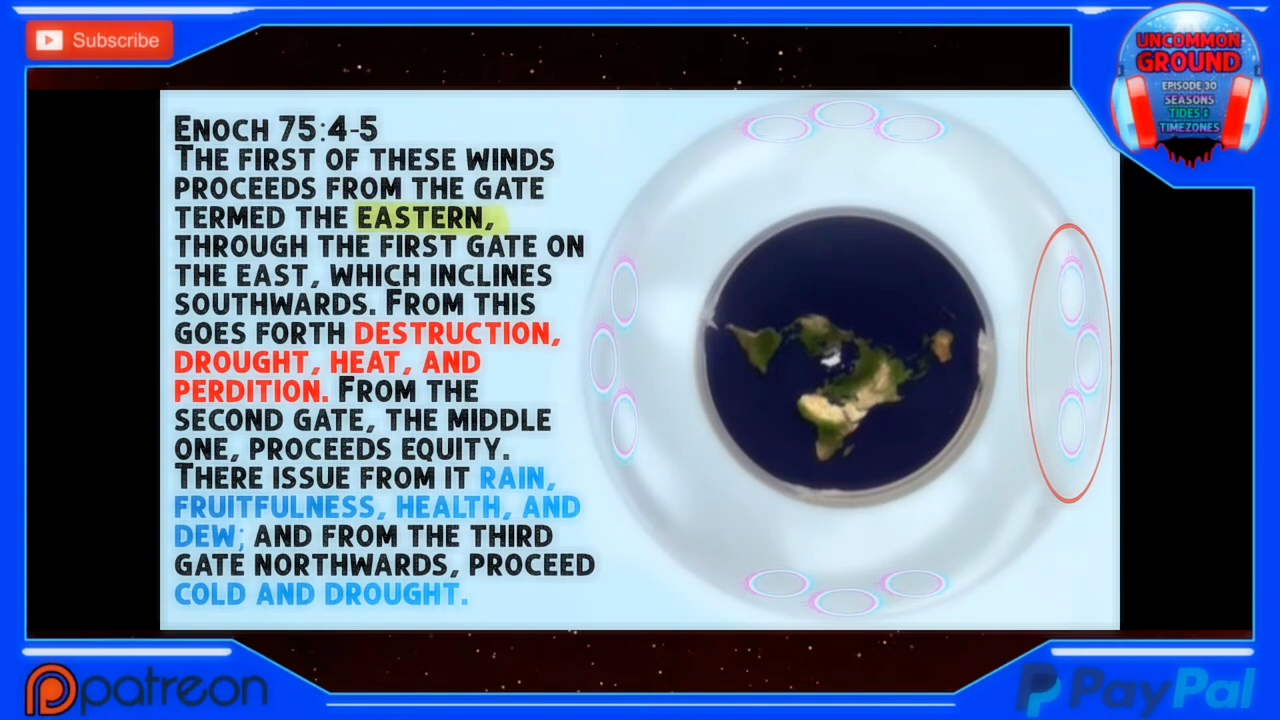 Subscribe
UNCOMMON
GROUND
EPISODE 30
SEASONS
TIDES &
TIMEZONES
ENOCH 75:4-5
THE FIRST OF THESE WINDS
PROCEEDS FROM THE GATE
TERMED THE EASTERN,
THROUGH THE FIRST GATE ON
THE EAST, WHICH INCLINES
SOUTHWARDS. FROM THIS
GOES FORTH DESTRUCTION,
DROUGHT, HEAT, AND
PERDITION. FROM THE
SECOND GATE, THE MIDDLE
ONE, PROCEEDS EQUITY.
THERE ISSUE FROM IT RAIN,
FRUITFULNESS, HEALTH, AND
DEW; AND FROM THE THIRD
GATE NORTHWARDS, PROCEED
COLD AND DROUGHT.
patreon
PayPal